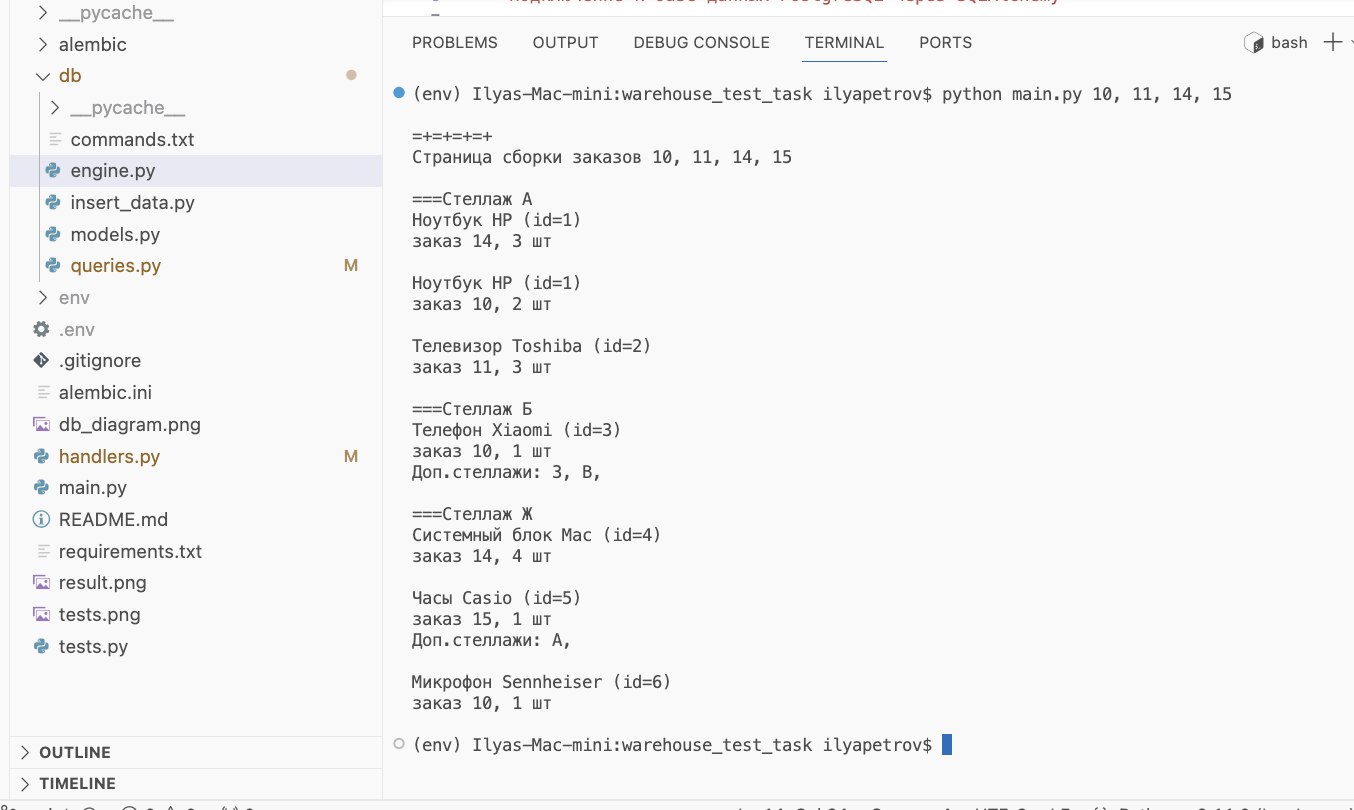 __pycache__
alembic
db
__pycache__
commands.txt
engine.py
insert_data.py
models.py
queries.py M
env
.env
.gitignore
alembic.ini
db_diagram.png
handlers.py M
main.py
README.md
requirements.txt
result.png
tests.png
tests.py
OUTLINE
TIMELINE
PROBLEMS OUTPUT DEBUG CONSOLE TERMINAL PORTS bash
(env) Ilyas-Mac-mini:warehouse_test_task ilyapetrov$ python main.py 10, 11, 14, 15
=+=+=+=+
Страница сборки заказов 10, 11, 14, 15
===Стеллаж А
Ноутбук HP (id=1)
заказ 14, 3 шт
Ноутбук HP (id=1)
заказ 10, 2 шт
Телевизор Toshiba (id=2)
заказ 11, 3 шт
===Стеллаж Б
Телефон Xiaomi (id=3)
заказ 10, 1 шт
Доп.стеллажи: З, В,
===Стеллаж Ж
Системный блок Mac (id=4)
заказ 14, 4 шт
Часы Casio (id=5)
заказ 15, 1 шт
Доп.стеллажи: А,
Микрофон Sennheiser (id=6)
заказ 10, 1 шт
(env) Ilyas-Mac-mini:warehouse_test_task ilyapetrov$